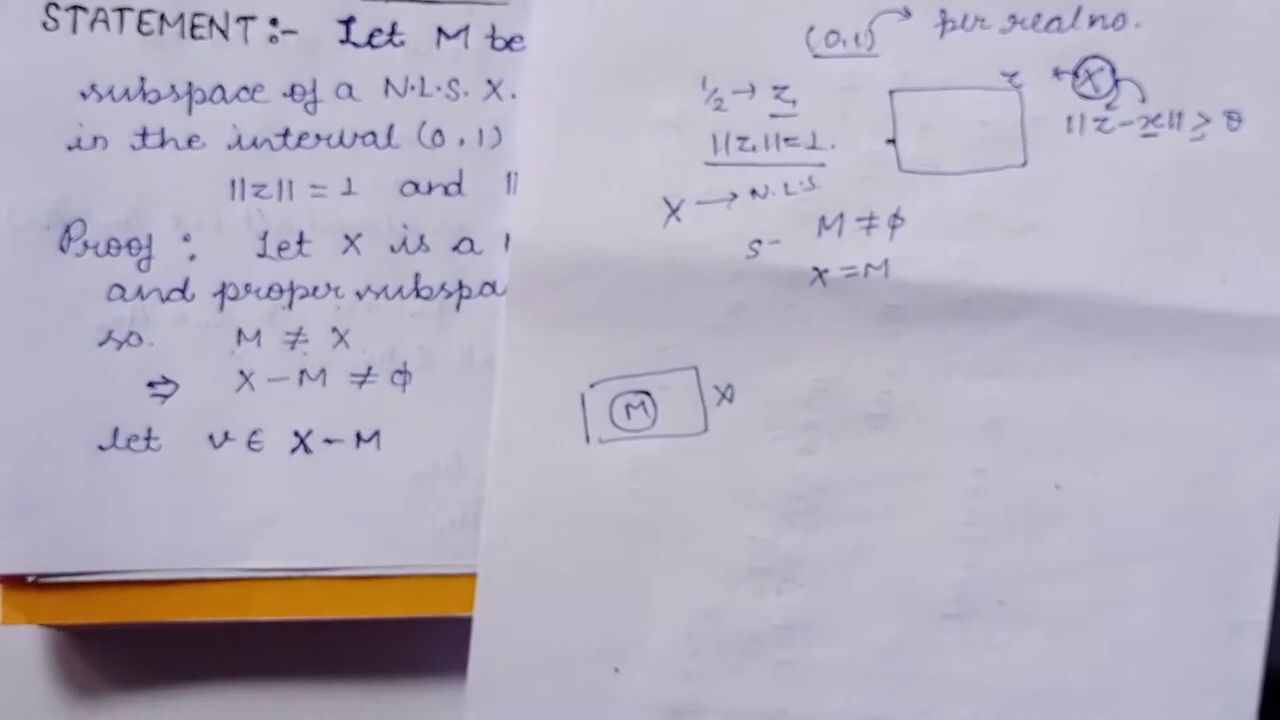 STATEMENT :- Let M be
subspace of a N.L.S. X.
in the interval (0,1)
||z|| = 1 and ||
Proof : Let X is a
and proper subspa
so. M ≠ X
⇒ X - M ≠ ϕ
let v ∈ X - M
(0,1) → per real no.
1/2 → z₁
||z₁|| = 1.
X → N.L.S.
S- M ≠ ϕ
X = M
z
X
||z - x|| ≥ θ
M X